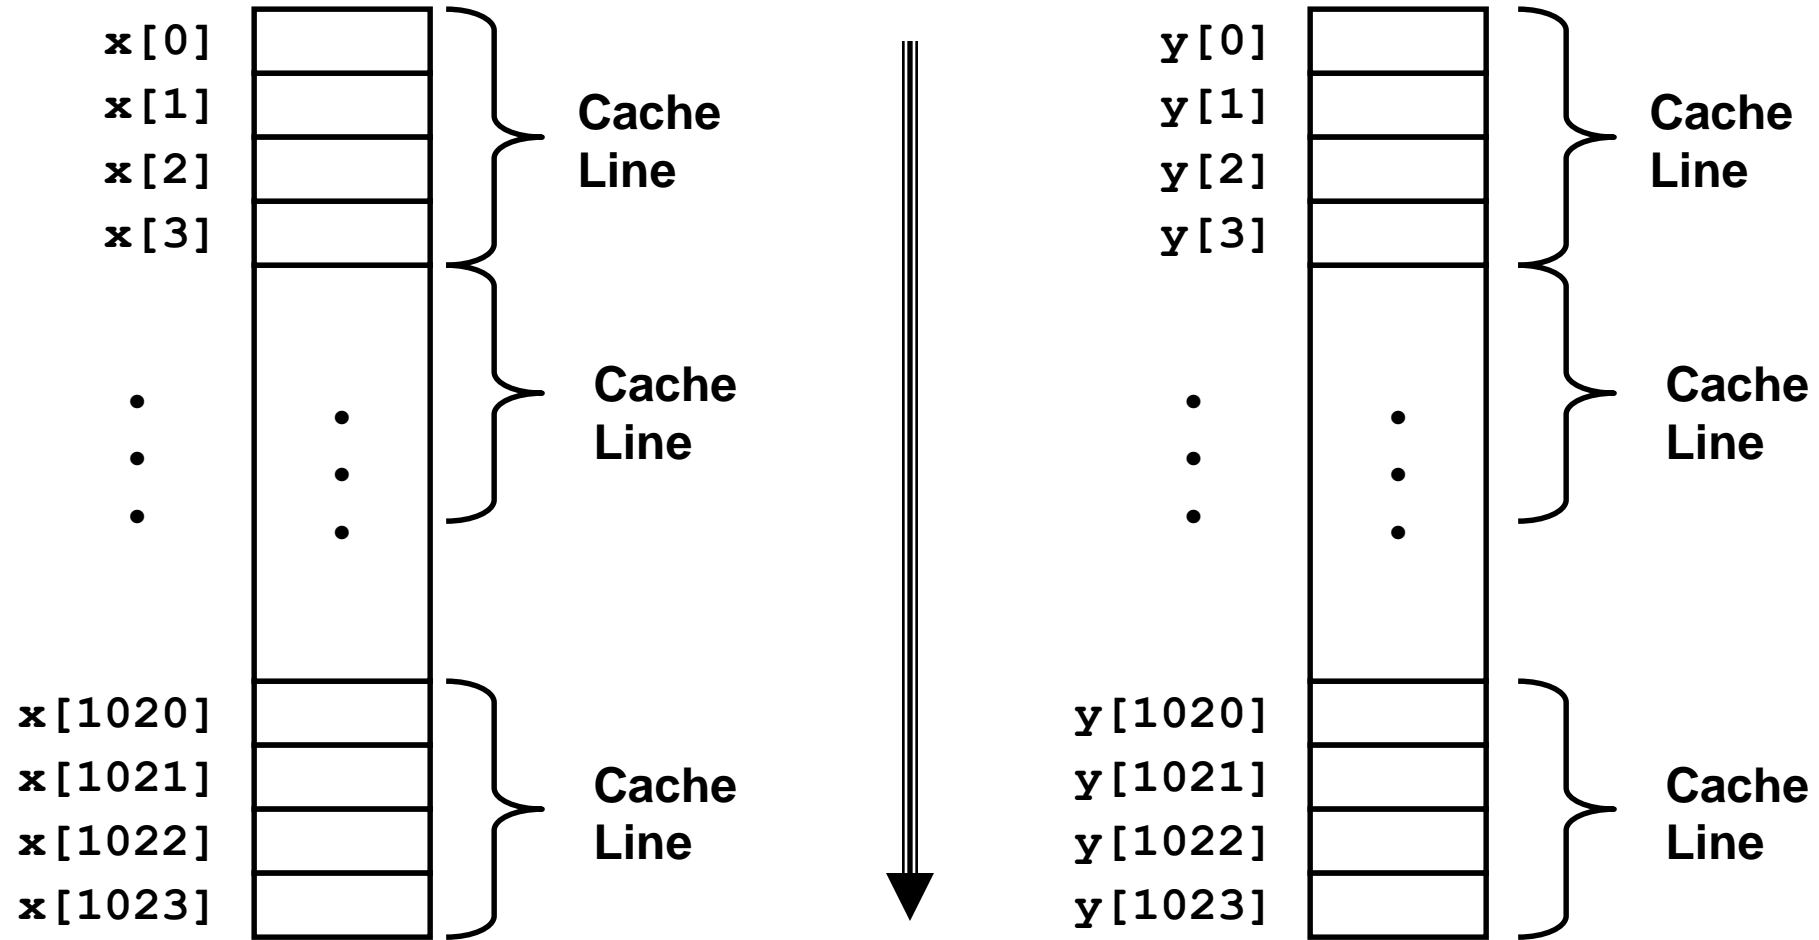 x[0]
x[1]
x[2]
x[3]
Cache
Line
Cache
Line
x[1020]
x[1021]
x[1022]
x[1023]
Cache
Line
y[0]
y[1]
y[2]
y[3]
Cache
Line
Cache
Line
y[1020]
y[1021]
y[1022]
y[1023]
Cache
Line